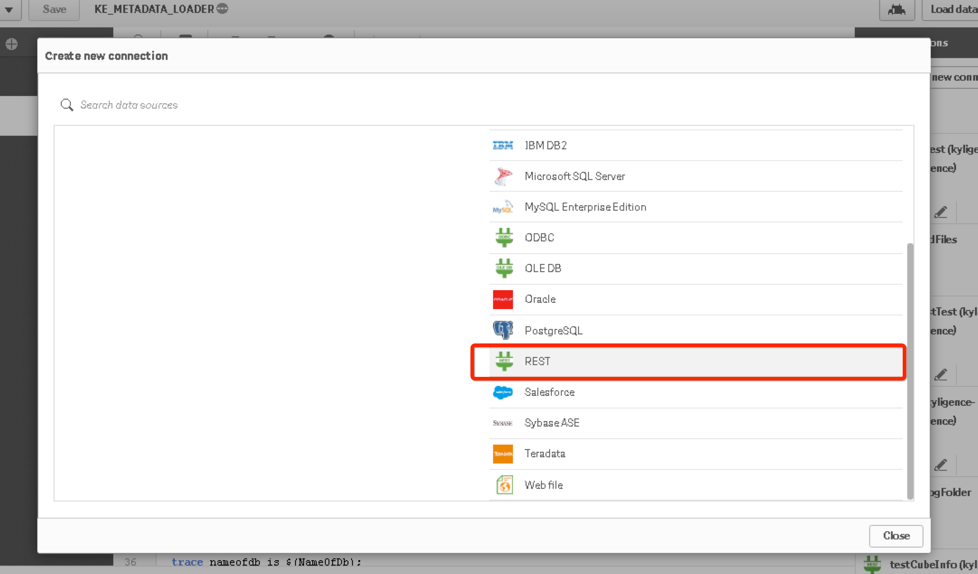 Save
KE_METADATA_LOADER
Load data
Create new connection
Search data sources
IBM DB2
Microsoft SQL Server
MySQL Enterprise Edition
ODBC
OLE DB
Oracle
PostgreSQL
REST
Salesforce
Sybase ASE
Teradata
Web file
Close
ons
new conn
est (kylige
ence)
dFiles
tTest (kyl
ence)
yligence-
ence)
ogFolder
testCubeInfo (kyl
36 trace nameofdb is $(NameOfDb);